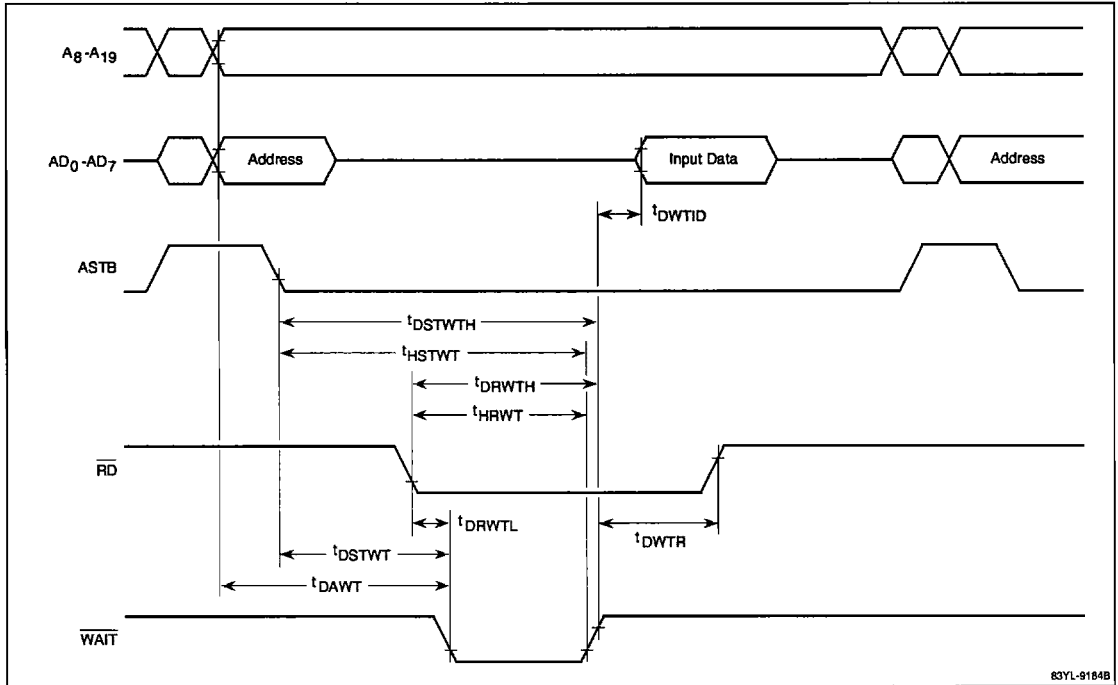 A8-A19
AD0-AD7
Address
Input Data
Address
tDWTID
ASTB
tDSTWTH
tHSTWT
tDRWTH
tHRWT
RD
tDRWTL
tDWTR
tDSTWT
tDAWT
WAIT
83YL-9184B